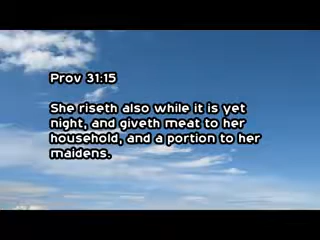 Prov 31:15
She riseth also while it is yet
night, and giveth meat to her
household, and a portion to her
maidens.